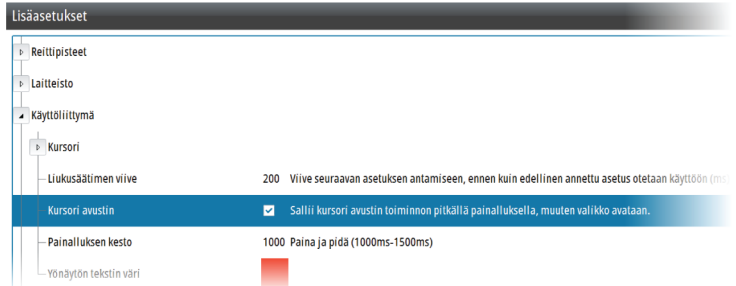 Lisäasetukset
Reittipisteet
Laitteisto
Käyttöliittymä
Kursori
Liukusäätimen viive 200 Viive seuraavan asetuksen antamiseen, ennen kuin edellinen annettu asetus otetaan käyttöön (ms)
Kursori avustin Sallii kursori avustin toiminnon pitkällä painalluksella, muuten valikko avataan.
Painalluksen kesto 1000 Paina ja pidä (1000ms-1500ms)
Yönäytön tekstin väri